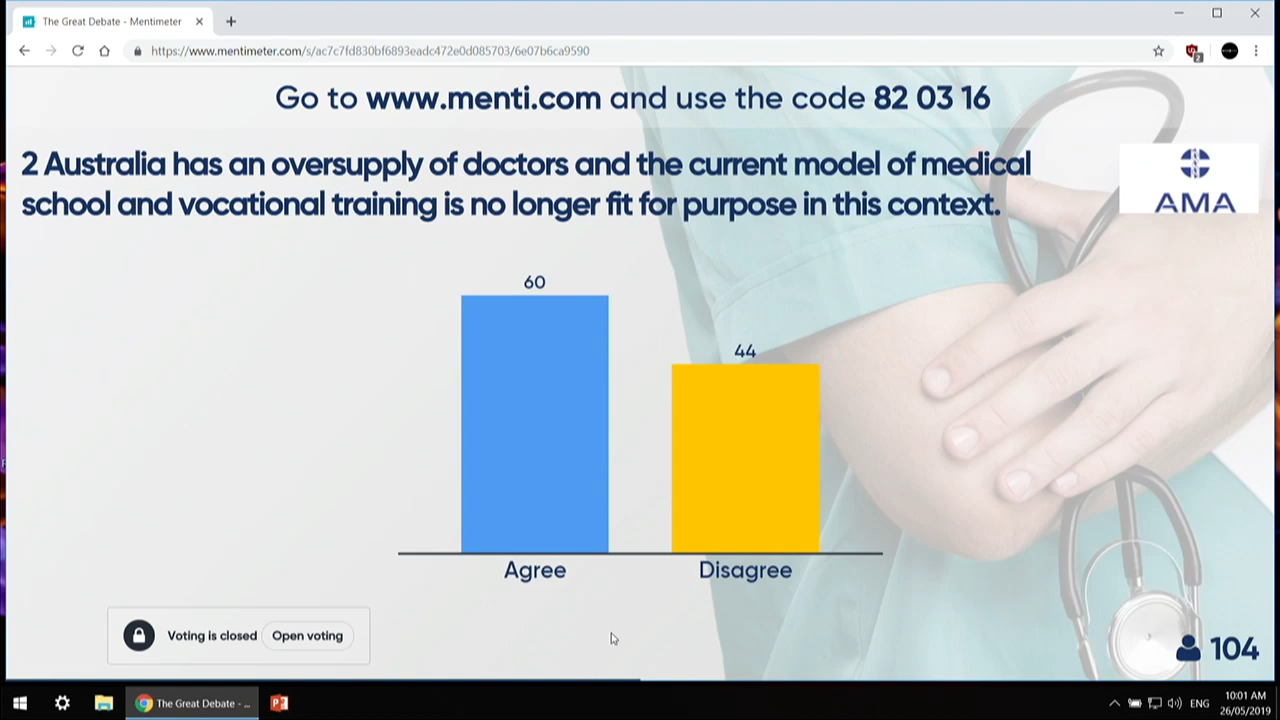 The Great Debate - Mentimeter
https://www.mentimeter.com/s/ac7c7fd830bf6893eadc472e0d085703/6e07b6ca9590
2
Go to www.menti.com and use the code 82 03 16
2 Australia has an oversupply of doctors and the current model of medical
school and vocational training is no longer fit for purpose in this context.
AMA
60
44
Agree
Disagree
Voting is closed
Open voting
104
The Great Debate - ...
ENG
10:01 AM
26/05/2019